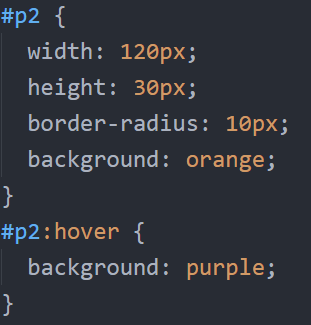 #p2 {
  width: 120px;
  height: 30px;
  border-radius: 10px;
  background: orange;
}
#p2:hover {
  background: purple;
}